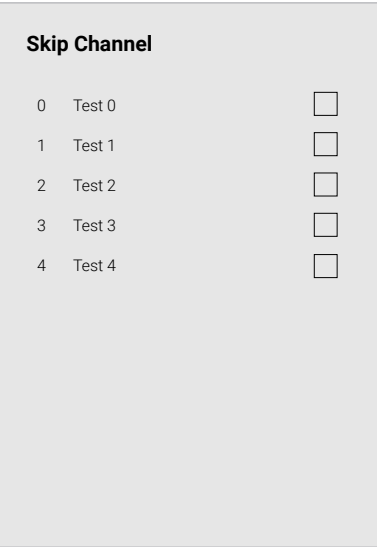 Skip Channel
0 Test 0
1 Test 1
2 Test 2
3 Test 3
4 Test 4